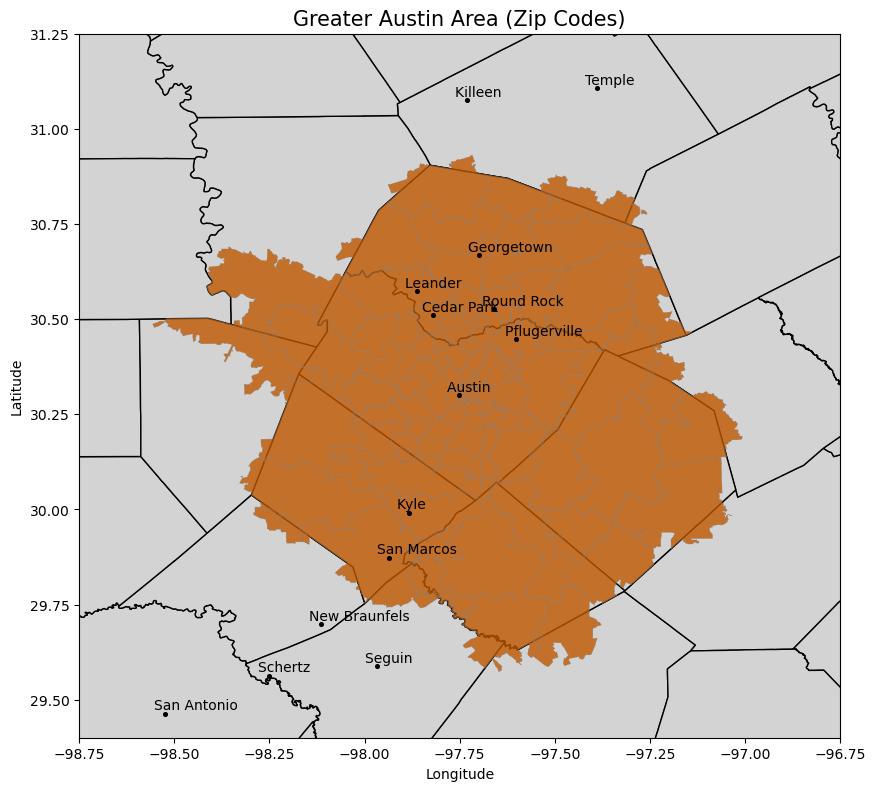 Greater Austin Area (Zip Codes)
31.25
31.00
30.75
30.50
30.25
30.00
29.75
29.50
Latitude
Killeen
Temple
Georgetown
Leander
Round Rock
Cedar Park
Pflugerville
Austin
Kyle
San Marcos
New Braunfels
Seguin
Schertz
San Antonio
−98.75 −98.50 −98.25 −98.00 −97.75 −97.50 −97.25 −97.00 −96.75
Longitude